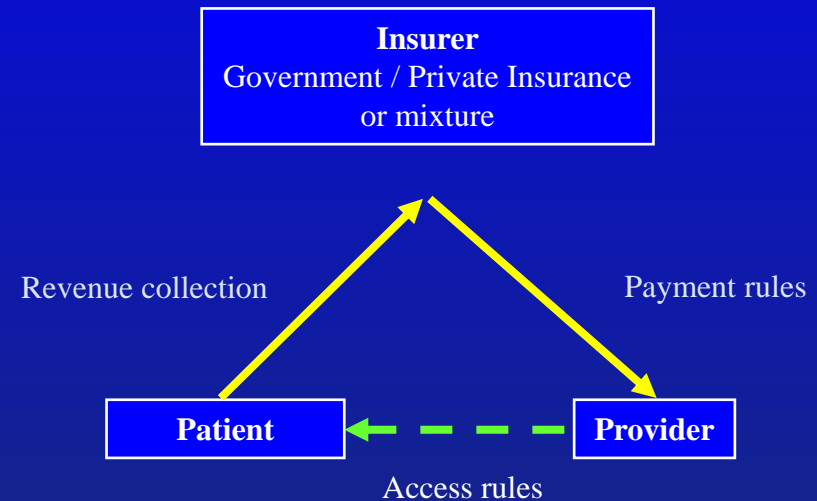 Insurer
Government / Private Insurance
or mixture
Revenue collection
Payment rules
Patient
Provider
Access rules